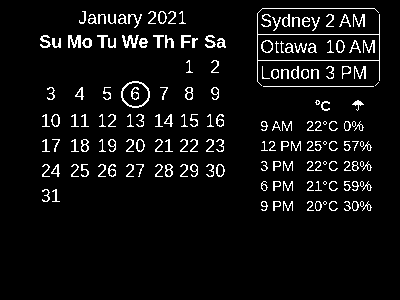 January 2021
Su Mo Tu We Th Fr Sa
1 2
3 4 5 6 7 8 9
10 11 12 13 14 15 16
17 18 19 20 21 22 23
24 25 26 27 28 29 30
31
Sydney 2 AM
Ottawa 10 AM
London 3 PM
°C ☂
9 AM 22°C 0%
12 PM 25°C 57%
3 PM 22°C 28%
6 PM 21°C 59%
9 PM 20°C 30%